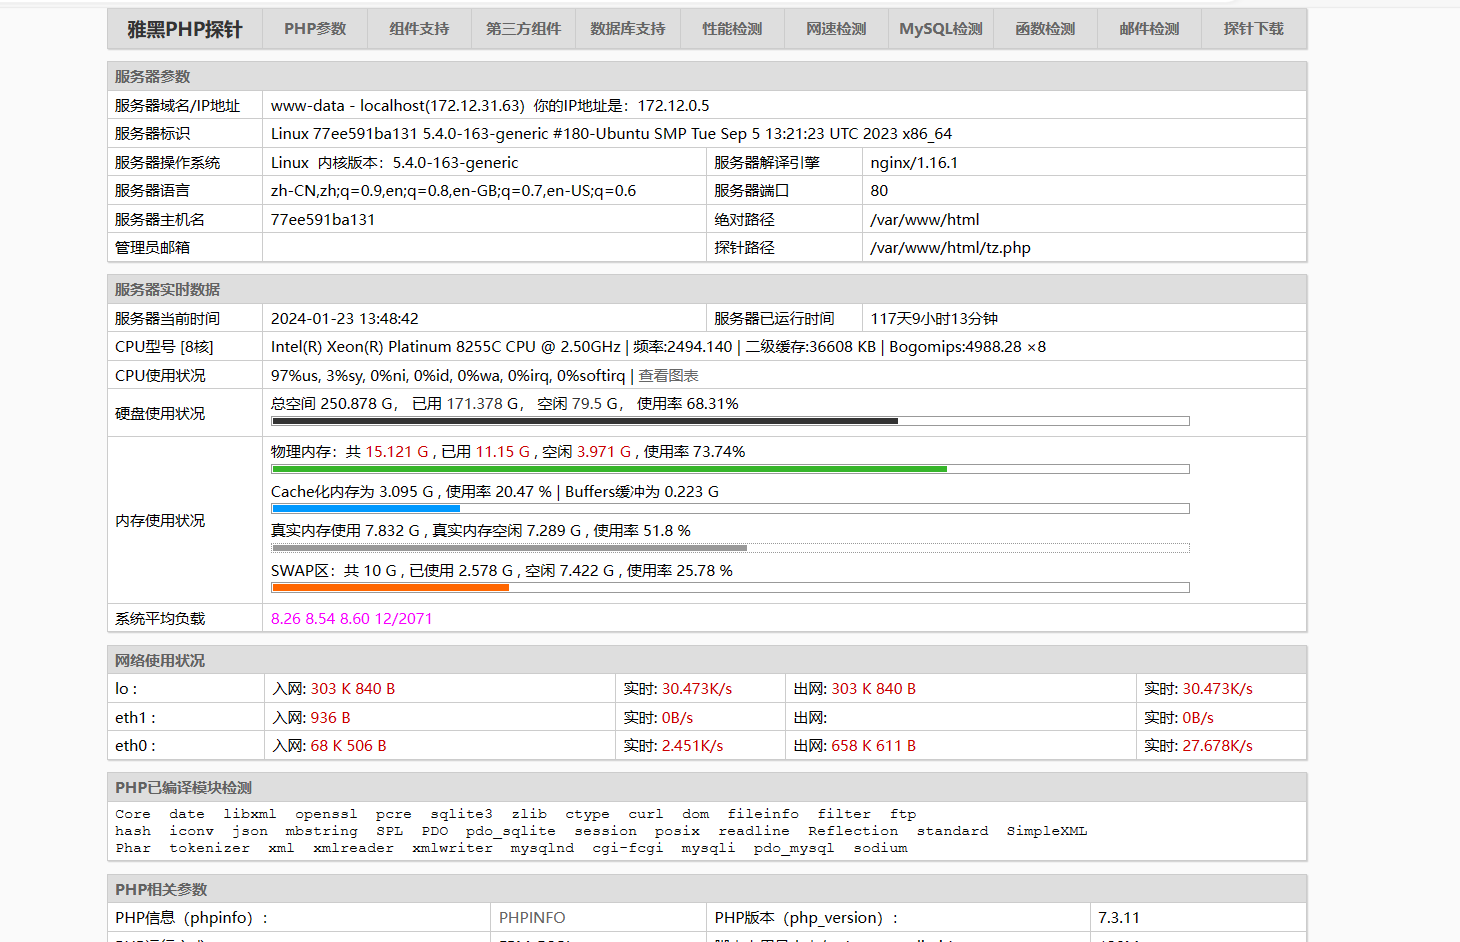 雅黑PHP探针 PHP参数 组件支持 第三方组件 数据库支持 性能检测 网速检测 MySQL检测 函数检测 邮件检测 探针下载
服务器参数
服务器域名/IP地址 www-data - localhost(172.12.31.63) 你的IP地址是：172.12.0.5
服务器标识 Linux 77ee591ba131 5.4.0-163-generic #180-Ubuntu SMP Tue Sep 5 13:21:23 UTC 2023 x86_64
服务器操作系统 Linux 内核版本：5.4.0-163-generic 服务器解译引擎 nginx/1.16.1
服务器语言 zh-CN,zh;q=0.9,en;q=0.8,en-GB;q=0.7,en-US;q=0.6 服务器端口 80
服务器主机名 77ee591ba131 绝对路径 /var/www/html
管理员邮箱 探针路径 /var/www/html/tz.php
服务器实时数据
服务器当前时间 2024-01-23 13:48:42 服务器已运行时间 117天9小时13分钟
CPU型号 [8核] Intel(R) Xeon(R) Platinum 8255C CPU @ 2.50GHz | 频率:2494.140 | 二级缓存:36608 KB | Bogomips:4988.28 ×8
CPU使用状况 97%us, 3%sy, 0%ni, 0%id, 0%wa, 0%irq, 0%softirq | 查看图表
硬盘使用状况 总空间 250.878 G， 已用 171.378 G， 空闲 79.5 G， 使用率 68.31%
内存使用状况 物理内存：共 15.121 G , 已用 11.15 G , 空闲 3.971 G , 使用率 73.74%
Cache化内存为 3.095 G , 使用率 20.47 % | Buffers缓冲为 0.223 G
真实内存使用 7.832 G , 真实内存空闲 7.289 G , 使用率 51.8 %
SWAP区：共 10 G , 已使用 2.578 G , 空闲 7.422 G , 使用率 25.78 %
系统平均负载 8.26 8.54 8.60 12/2071
网络使用状况
lo : 入网: 303 K 840 B 实时: 30.473K/s 出网: 303 K 840 B 实时: 30.473K/s
eth1 : 入网: 936 B 实时: 0B/s 出网: 实时: 0B/s
eth0 : 入网: 68 K 506 B 实时: 2.451K/s 出网: 658 K 611 B 实时: 27.678K/s
PHP已编译模块检测
Core date libxml openssl pcre sqlite3 zlib ctype curl dom fileinfo filter ftp
hash iconv json mbstring SPL PDO pdo_sqlite session posix readline Reflection standard SimpleXML
Phar tokenizer xml xmlreader xmlwriter mysqlnd cgi-fcgi mysqli pdo_mysql sodium
PHP相关参数
PHP信息（phpinfo）: PHPINFO PHP版本（php_version）: 7.3.11